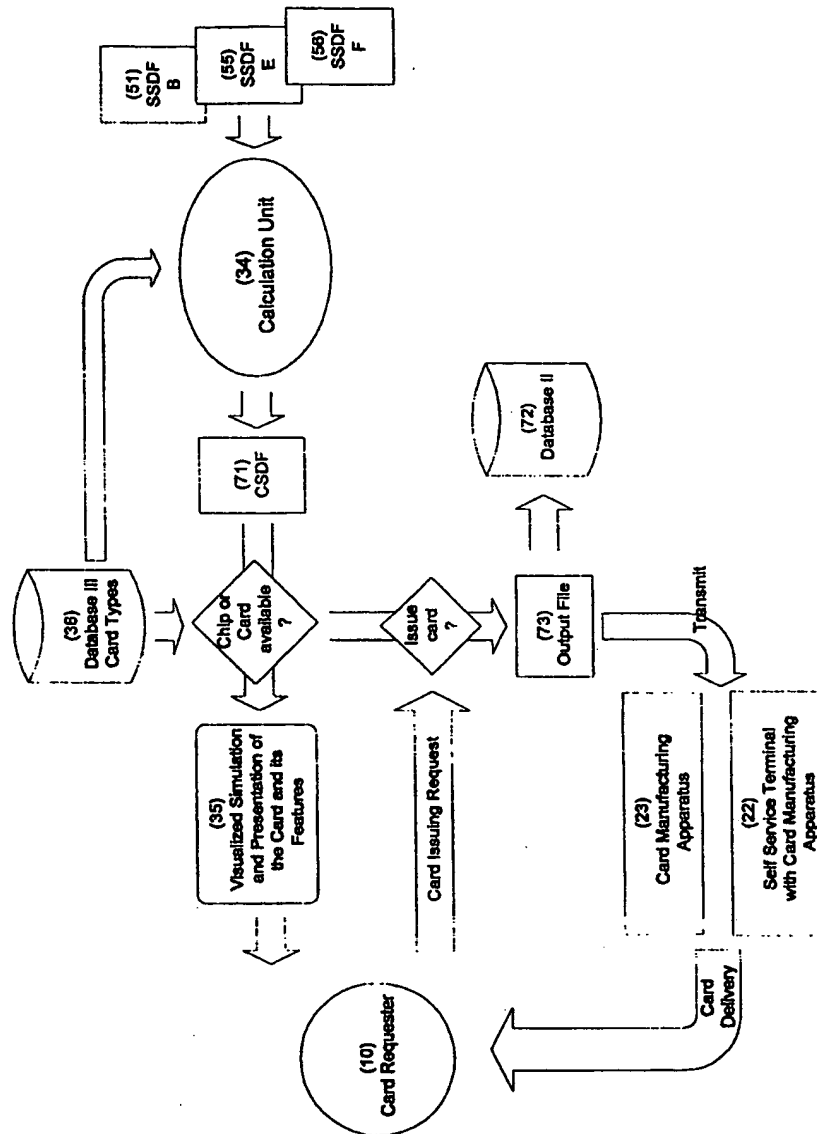 (51)
SSDF
B
(55)
SSDF
E
(56)
SSDF
F
(34)
Calculation Unit
(36)
Database III
Card Types
(71)
CSDF
Chip or
Card
available
?
(35)
Visualized Simulation
and Presentation of
the Card and its
Features
Issue
card
?
(72)
Database II
(73)
Output File
Transmit
Card Issuing Request
(10)
Card Requester
(23)
Card Manufacturing
Apparatus
(22)
Self Service Terminal
with Card Manufacturing
Apparatus
Card
Delivery